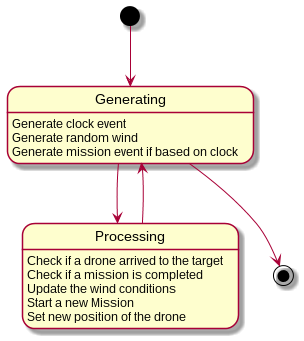 Generating
Generate clock event
Generate random wind
Generate mission event if based on clock
Processing
Check if a drone arrived to the target
Check if a mission is completed
Update the wind conditions
Start a new Mission
Set new position of the drone